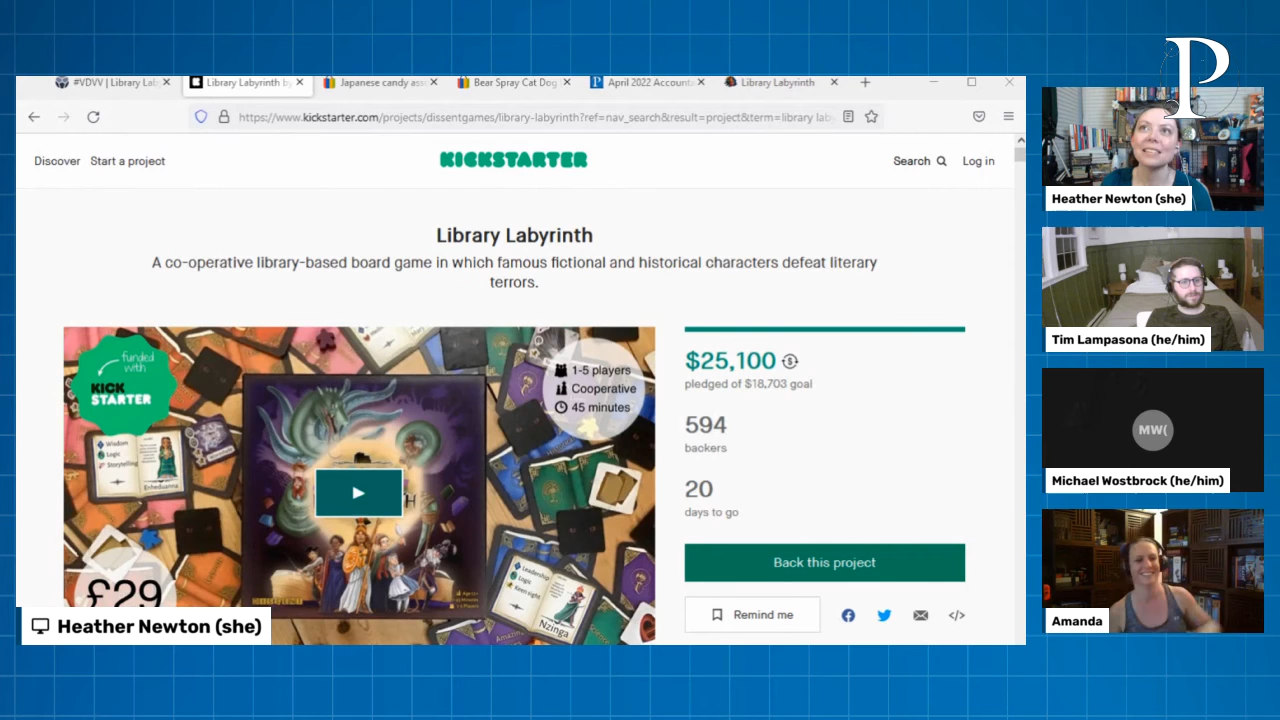 #VDVV | Library Lab
Library Labyrinth by
Japanese candy ass
Bear Spray Cat Dog
April 2022 Account
Library Labyrinth
https://www.kickstarter.com/projects/dissentgames/library-labyrinth?ref=nav_search&result=project&term=library lab
Discover
Start a project
KICKSTARTER
Search
Log in
Library Labyrinth
A co-operative library-based board game in which famous fictional and historical characters defeat literary
terrors.
funded
with
KICK
STARTER
1-5 players
Cooperative
45 minutes
Wisdom
Logic
Storytelling
Enheduanna
Leadership
Logic
Keen sight
Nzinga
£29
$25,100
pledged of $18,703 goal
594
backers
20
days to go
Back this project
Remind me
</>
Heather Newton (she)
P
Heather Newton (she)
Tim Lampasona (he/him)
MW(
Michael Wostbrock (he/him)
Amanda